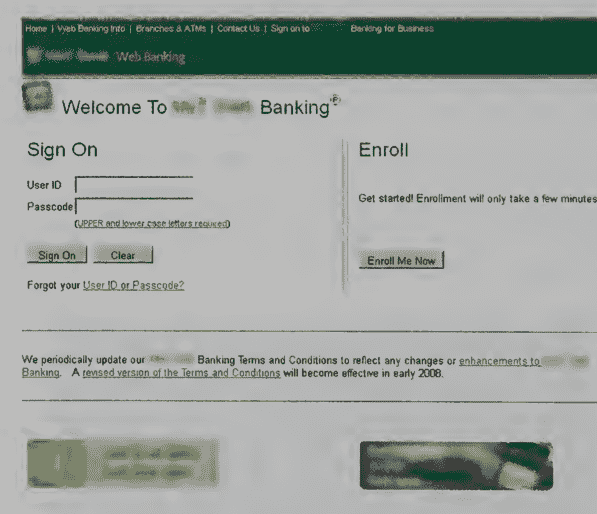 Home | Web Banking Info | Branches & ATMs | Contact Us | Sign on to Banking for Business
Web Banking
Welcome To Banking®
Sign On
Enroll
User ID
Passcode
(UPPER and lower case letters required)
Get started! Enrollment will only take a few minutes
Sign On Clear
Enroll Me Now
Forgot your User ID or Passcode?
We periodically update our Banking Terms and Conditions to reflect any changes or enhancements to
Banking. A revised version of the Terms and Conditions will become effective in early 2008.